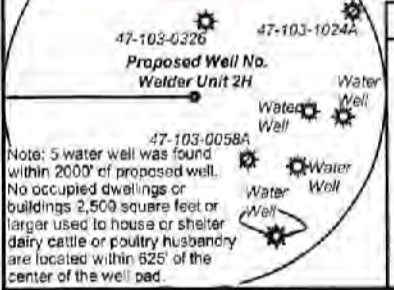 47-103-0326
47-103-1024A
Proposed Well No.
Welder Unit 2H
Water
Well
Water
Well
47-103-0058A
Water
Well
Water
Well
Note: 5 water well was found
within 2000' of proposed well.
No occupied dwellings or
buildings 2,500 square feet or
larger used to house or shelter
dairy cattle or poultry husbandry
are located within 625' of the
center of the well pad.